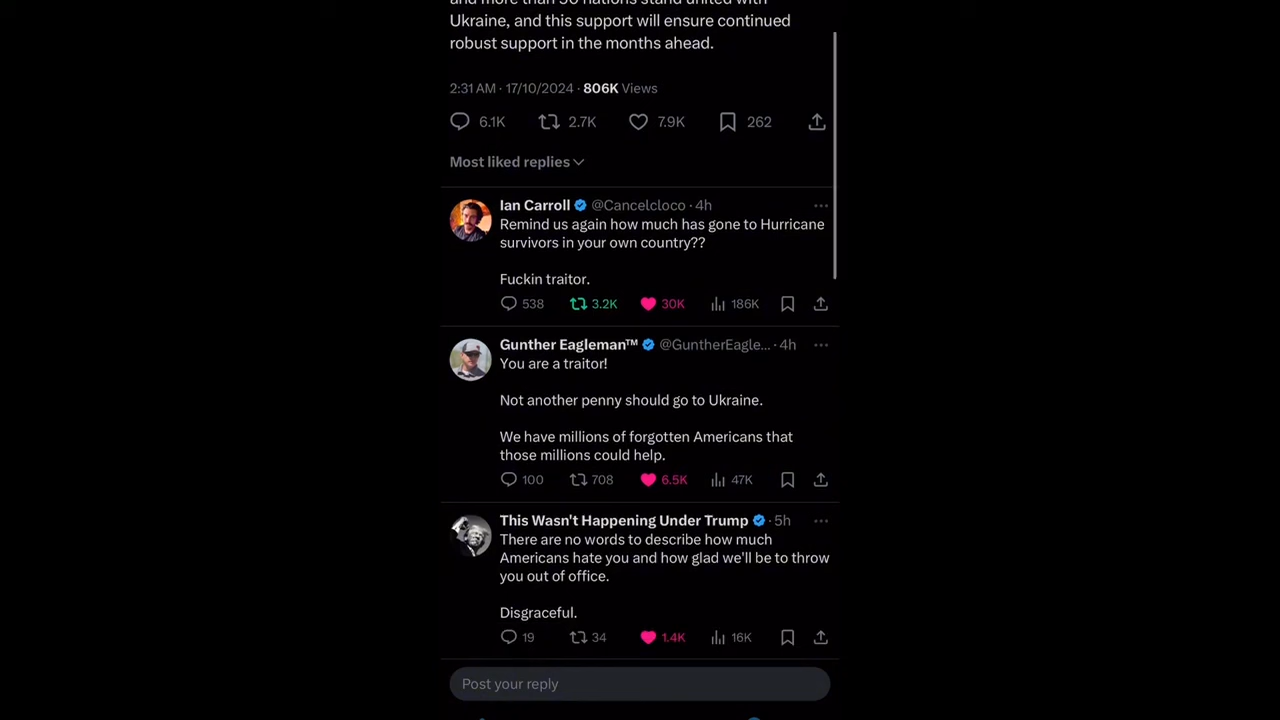 and more than 50 nations stand united with
Ukraine, and this support will ensure continued
robust support in the months ahead.
2:31 AM · 17/10/2024 · 806K Views
6.1K 2.7K 7.9K 262
Most liked replies
Ian Carroll @Cancelcloco · 4h
Remind us again how much has gone to Hurricane
survivors in your own country??
Fuckin traitor.
538 3.2K 30K 186K
Gunther Eagleman™ @GuntherEagle... · 4h
You are a traitor!
Not another penny should go to Ukraine.
We have millions of forgotten Americans that
those millions could help.
100 708 6.5K 47K
This Wasn't Happening Under Trump · 5h
There are no words to describe how much
Americans hate you and how glad we'll be to throw
you out of office.
Disgraceful.
19 34 1.4K 16K
Post your reply